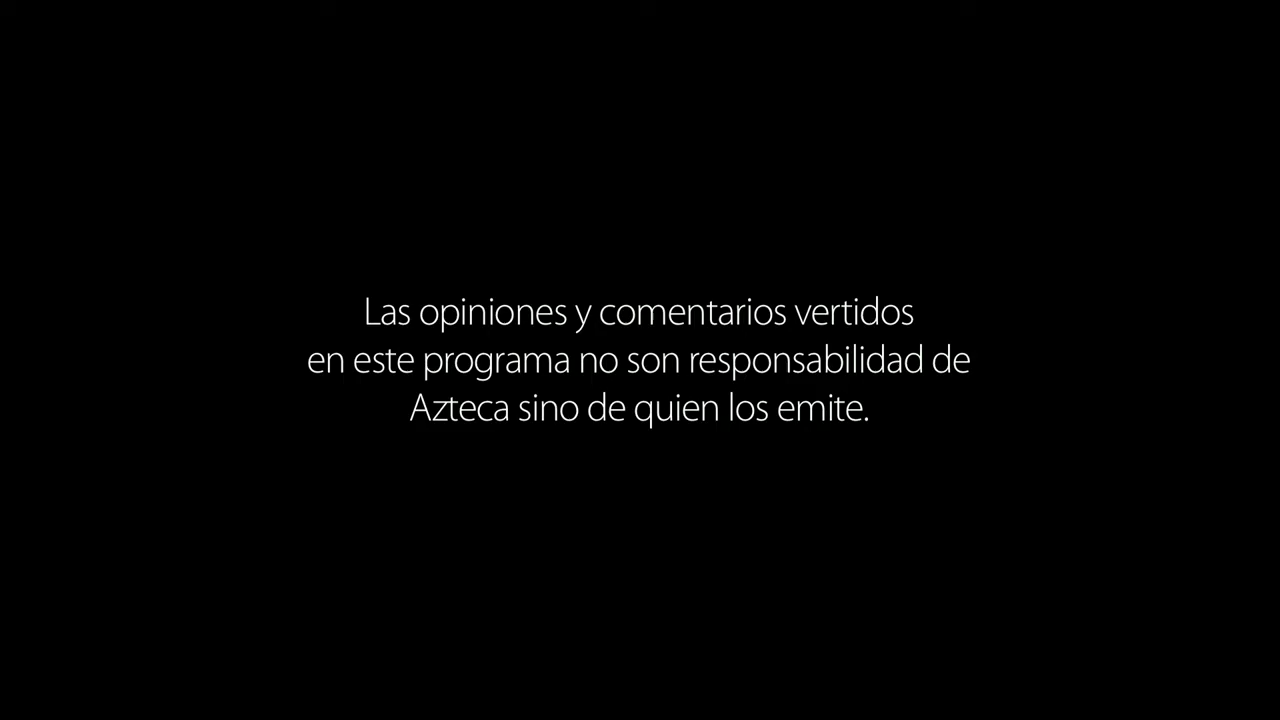 Las opiniones y comentarios vertidos
en este programa no son responsabilidad de
Azteca sino de quien los emite.